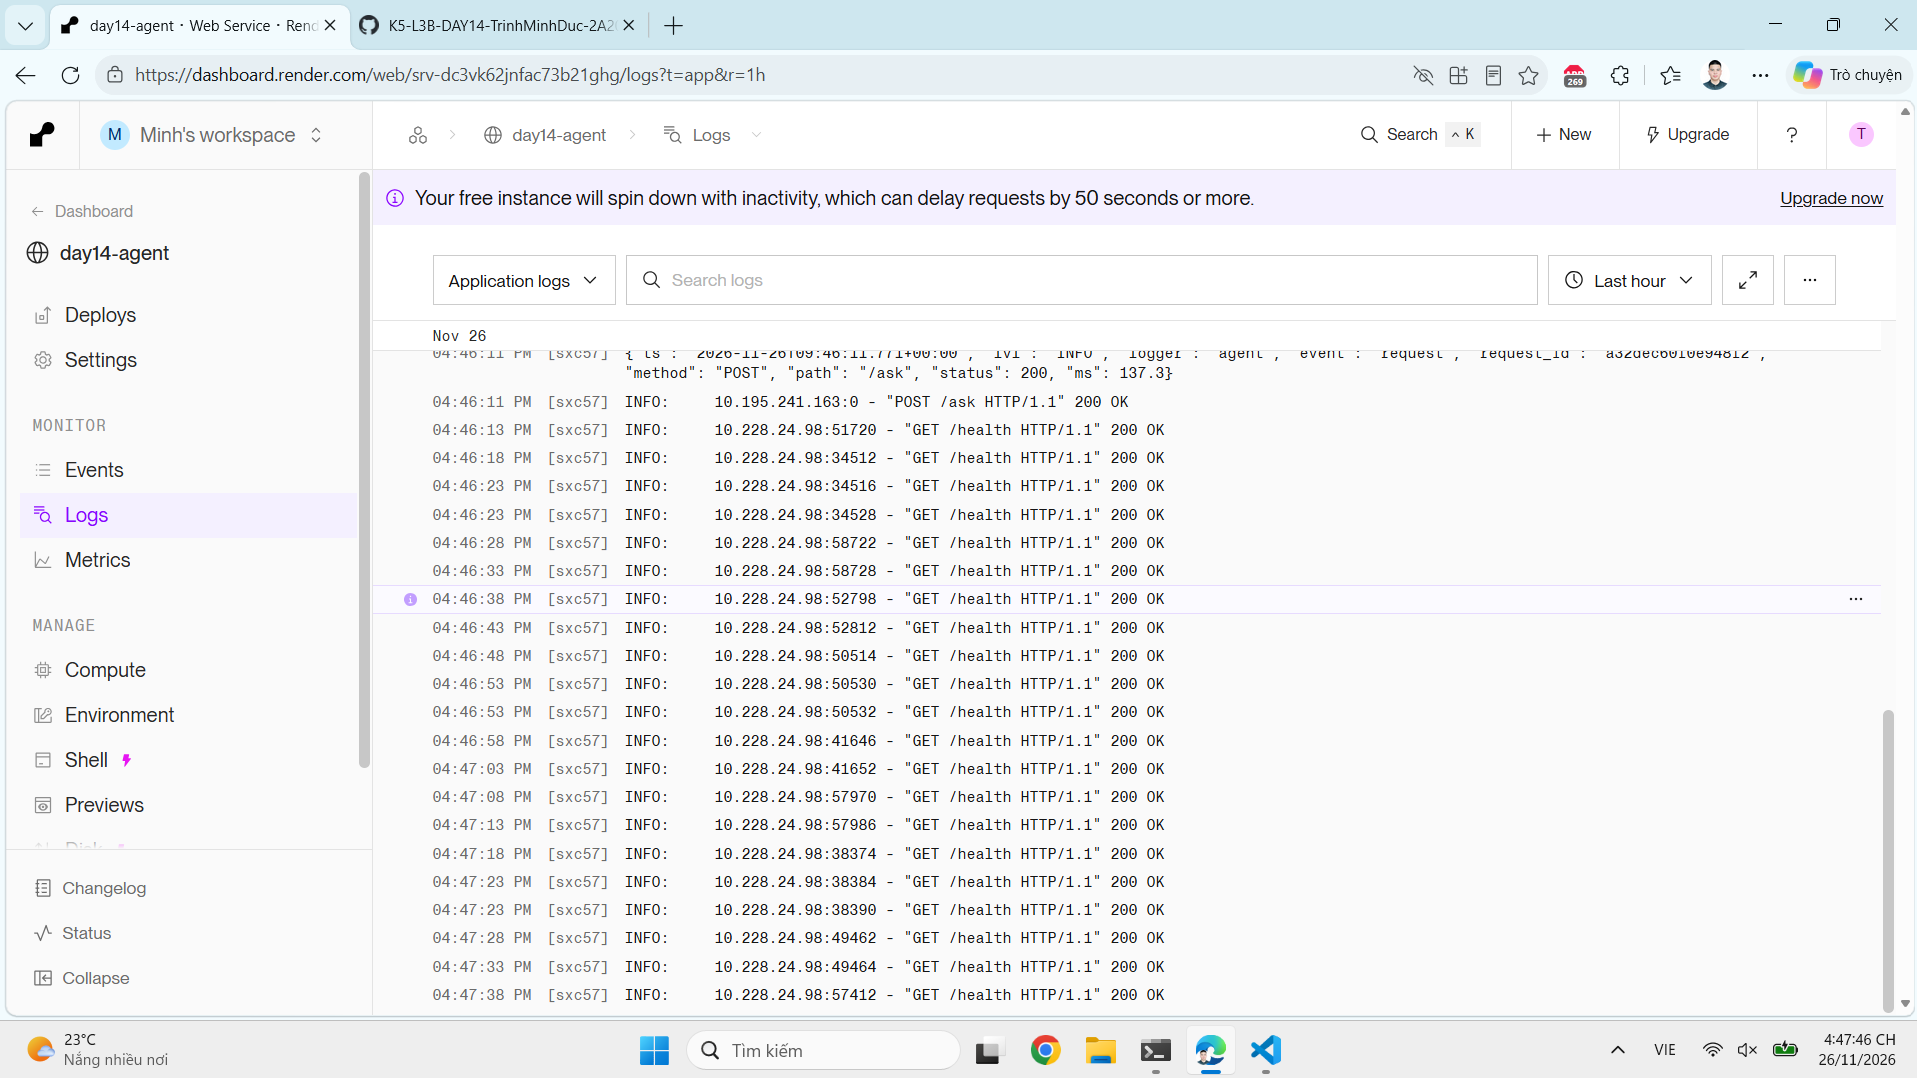 day14-agent · Web Service · Rend
K5-L3B-DAY14-TrinhMinhDuc-2A2
https://dashboard.render.com/web/srv-dc3vk62jnfac73b21ghg/logs?t=app&r=1h
269
Trò chuyện
M Minh's workspace
day14-agent
Logs
Search
K
+ New
Upgrade
?
T
Your free instance will spin down with inactivity, which can delay requests by 50 seconds or more.
Upgrade now
← Dashboard
day14-agent
Deploys
Settings
MONITOR
Events
Logs
Metrics
MANAGE
Compute
Environment
Shell
Previews
Disk
Changelog
Status
Collapse
Application logs
Search logs
Last hour
Nov 26
04:46:11 PM [sxc57] {"ts": "2026-11-26T09:46:11.771+00:00", "lvl": "INFO", "logger": "agent", "event": "request", "request_id": "a32dec6010e94812",
"method": "POST", "path": "/ask", "status": 200, "ms": 137.3}
04:46:11 PM [sxc57] INFO: 10.195.241.163:0 - "POST /ask HTTP/1.1" 200 OK
04:46:13 PM [sxc57] INFO: 10.228.24.98:51720 - "GET /health HTTP/1.1" 200 OK
04:46:18 PM [sxc57] INFO: 10.228.24.98:34512 - "GET /health HTTP/1.1" 200 OK
04:46:23 PM [sxc57] INFO: 10.228.24.98:34516 - "GET /health HTTP/1.1" 200 OK
04:46:23 PM [sxc57] INFO: 10.228.24.98:34528 - "GET /health HTTP/1.1" 200 OK
04:46:28 PM [sxc57] INFO: 10.228.24.98:58722 - "GET /health HTTP/1.1" 200 OK
04:46:33 PM [sxc57] INFO: 10.228.24.98:58728 - "GET /health HTTP/1.1" 200 OK
04:46:38 PM [sxc57] INFO: 10.228.24.98:52798 - "GET /health HTTP/1.1" 200 OK
04:46:43 PM [sxc57] INFO: 10.228.24.98:52812 - "GET /health HTTP/1.1" 200 OK
04:46:48 PM [sxc57] INFO: 10.228.24.98:50514 - "GET /health HTTP/1.1" 200 OK
04:46:53 PM [sxc57] INFO: 10.228.24.98:50530 - "GET /health HTTP/1.1" 200 OK
04:46:53 PM [sxc57] INFO: 10.228.24.98:50532 - "GET /health HTTP/1.1" 200 OK
04:46:58 PM [sxc57] INFO: 10.228.24.98:41646 - "GET /health HTTP/1.1" 200 OK
04:47:03 PM [sxc57] INFO: 10.228.24.98:41652 - "GET /health HTTP/1.1" 200 OK
04:47:08 PM [sxc57] INFO: 10.228.24.98:57970 - "GET /health HTTP/1.1" 200 OK
04:47:13 PM [sxc57] INFO: 10.228.24.98:57986 - "GET /health HTTP/1.1" 200 OK
04:47:18 PM [sxc57] INFO: 10.228.24.98:38374 - "GET /health HTTP/1.1" 200 OK
04:47:23 PM [sxc57] INFO: 10.228.24.98:38384 - "GET /health HTTP/1.1" 200 OK
04:47:23 PM [sxc57] INFO: 10.228.24.98:38390 - "GET /health HTTP/1.1" 200 OK
04:47:28 PM [sxc57] INFO: 10.228.24.98:49462 - "GET /health HTTP/1.1" 200 OK
04:47:33 PM [sxc57] INFO: 10.228.24.98:49464 - "GET /health HTTP/1.1" 200 OK
04:47:38 PM [sxc57] INFO: 10.228.24.98:57412 - "GET /health HTTP/1.1" 200 OK
23°C
Nắng nhiều nơi
Tìm kiếm
VIE
4:47:46 CH
26/11/2026